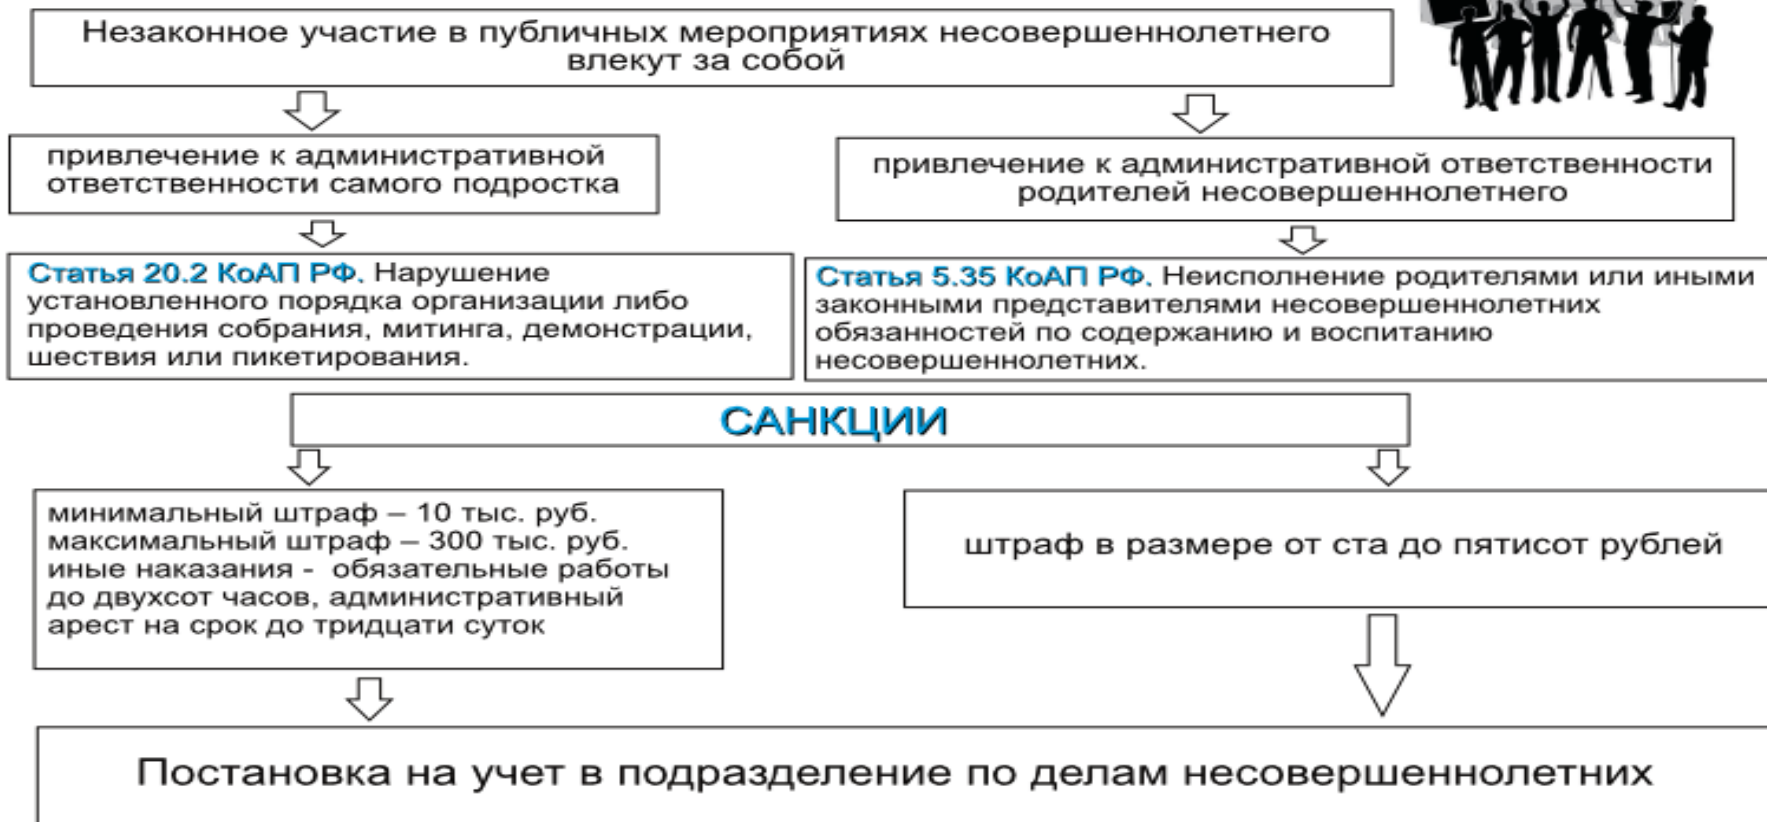 Незаконное участие в публичных мероприятиях несовершеннолетнего
влекут за собой
привлечение к административной
ответственности самого подростка
привлечение к административной ответственности
родителей несовершеннолетнего
Статья 20.2 КоАП РФ. Нарушение
установленного порядка организации либо
проведения собрания, митинга, демонстрации,
шествия или пикетирования.
Статья 5.35 КоАП РФ. Неисполнение родителями или иными
законными представителями несовершеннолетних
обязанностей по содержанию и воспитанию
несовершеннолетних.
САНКЦИИ
минимальный штраф – 10 тыс. руб.
максимальный штраф – 300 тыс. руб.
иные наказания - обязательные работы
до двухсот часов, административный
арест на срок до тридцати суток
штраф в размере от ста до пятисот рублей
Постановка на учет в подразделение по делам несовершеннолетних